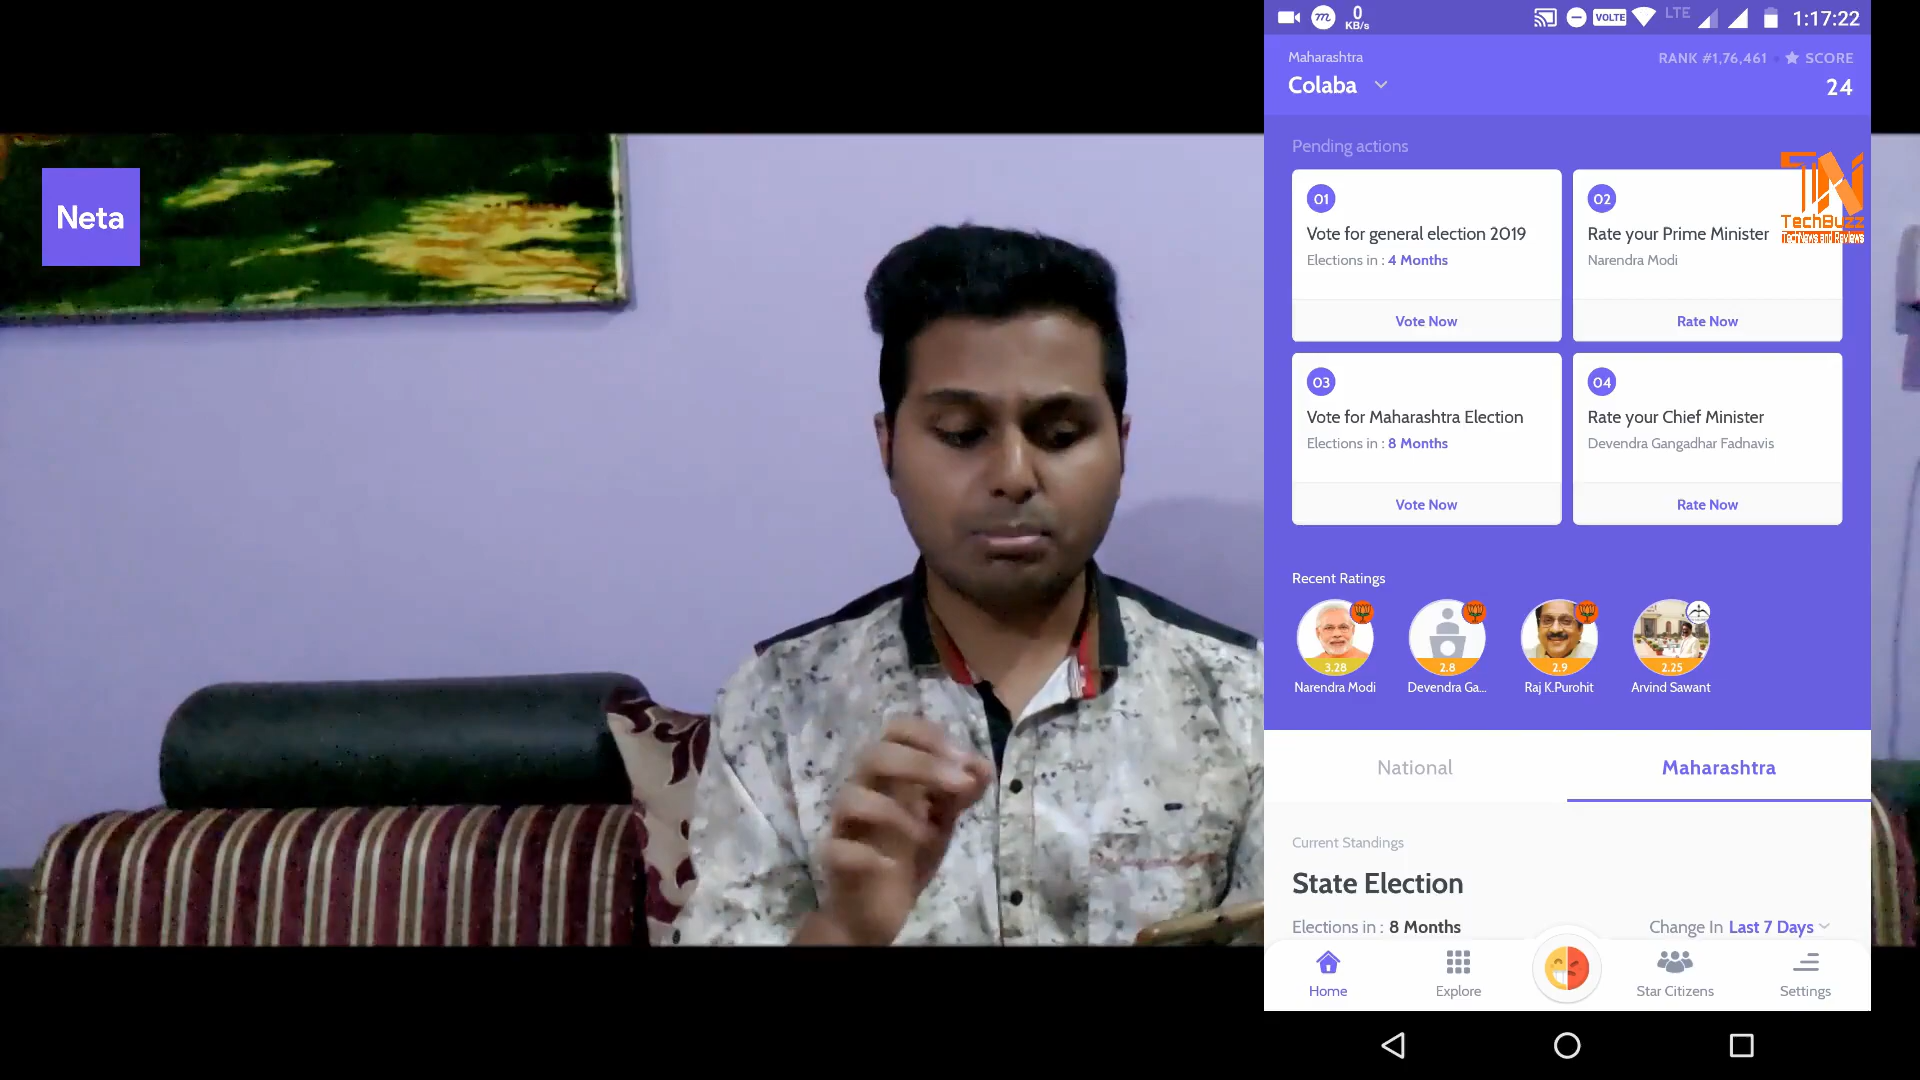 Neta
0
KB/s
VOLTE
LTE
1:17:22
Maharashtra
RANK #1,76,461
SCORE
Colaba
24
Pending actions
01
Vote for general election 2019
Elections in : 4 Months
Vote Now
02
Rate your Prime Minister
Narendra Modi
Rate Now
TN
TechBuzz
TechNews and Reviews
03
Vote for Maharashtra Election
Elections in : 8 Months
Vote Now
04
Rate your Chief Minister
Devendra Gangadhar Fadnavis
Rate Now
Recent Ratings
3.28
2.8
2.9
2.25
Narendra Modi
Devendra Ga...
Raj K.Purohit
Arvind Sawant
National
Maharashtra
Current Standings
State Election
Elections in : 8 Months
Change In Last 7 Days
Home
Explore
Star Citizens
Settings